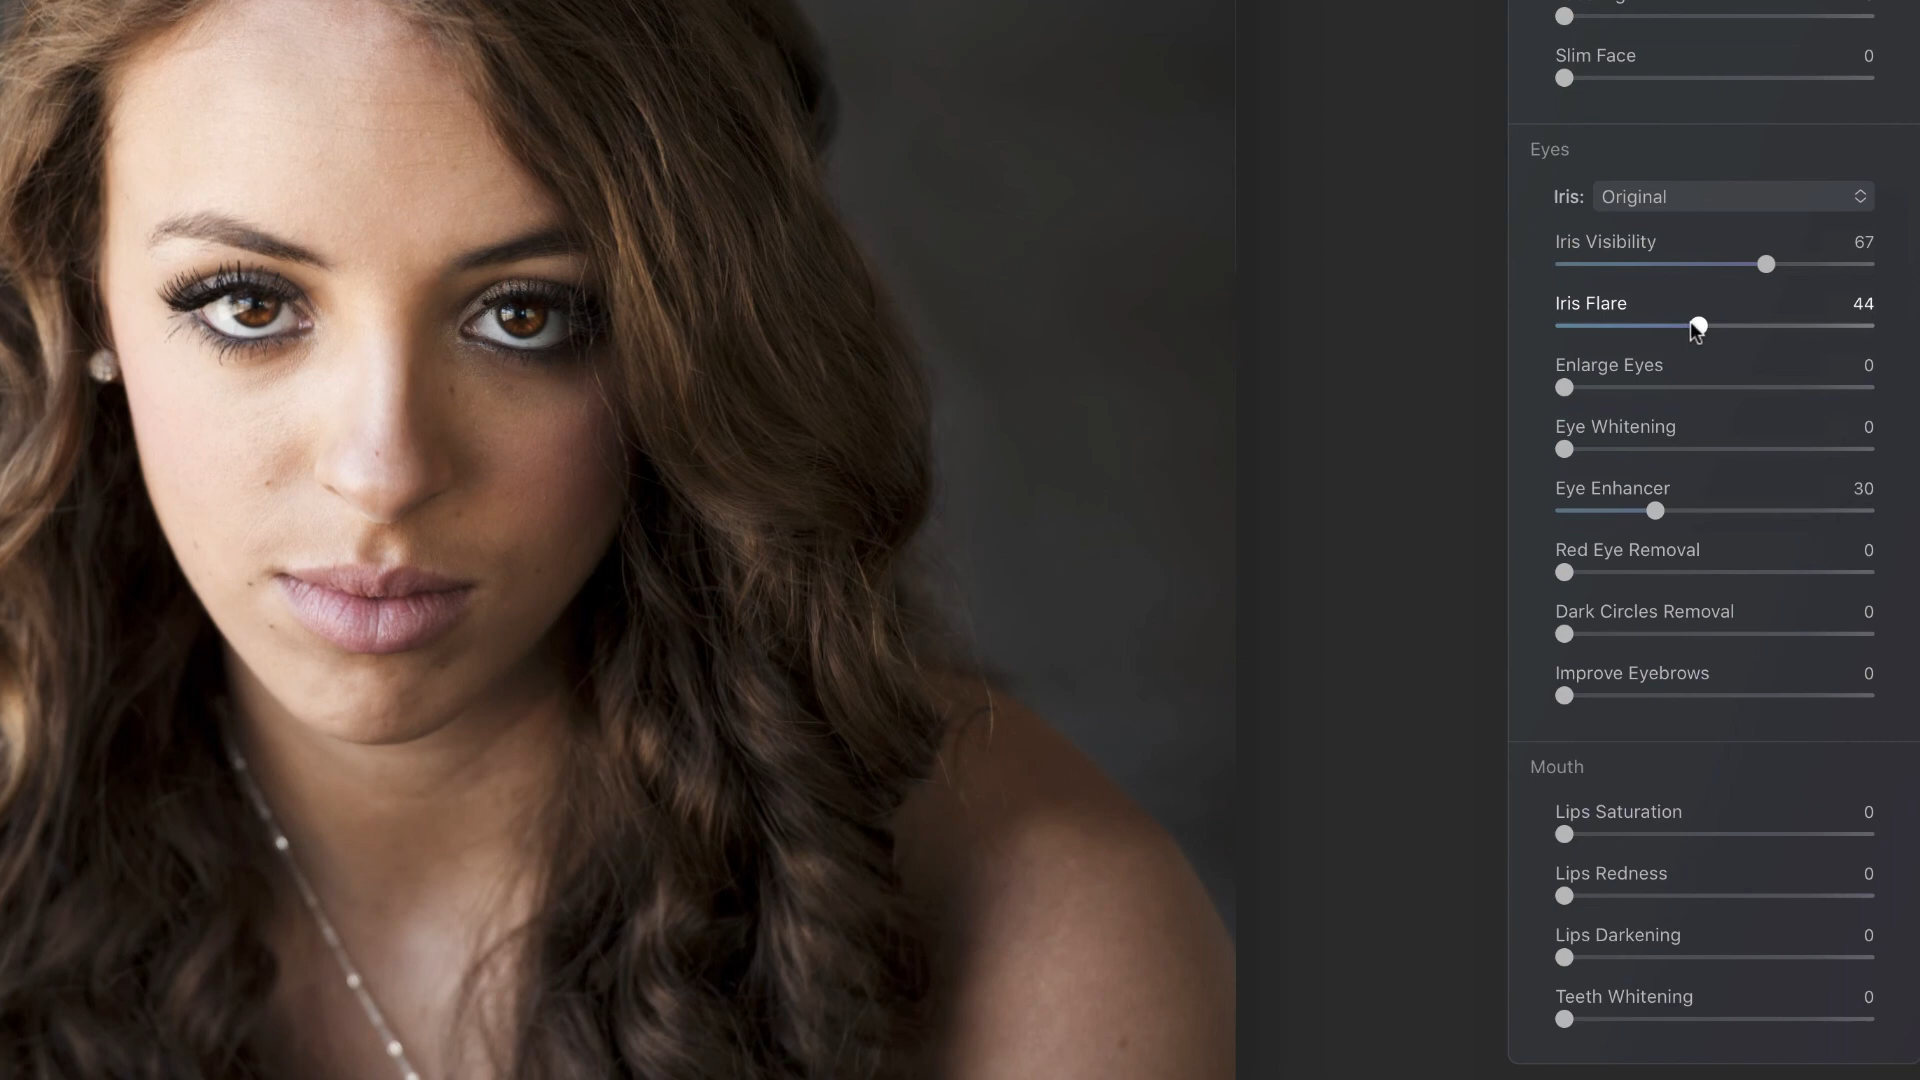 Slim Face 0
Eyes
Iris: Original
Iris Visibility 67
Iris Flare 44
Enlarge Eyes 0
Eye Whitening 0
Eye Enhancer 30
Red Eye Removal 0
Dark Circles Removal 0
Improve Eyebrows 0
Mouth
Lips Saturation 0
Lips Redness 0
Lips Darkening 0
Teeth Whitening 0